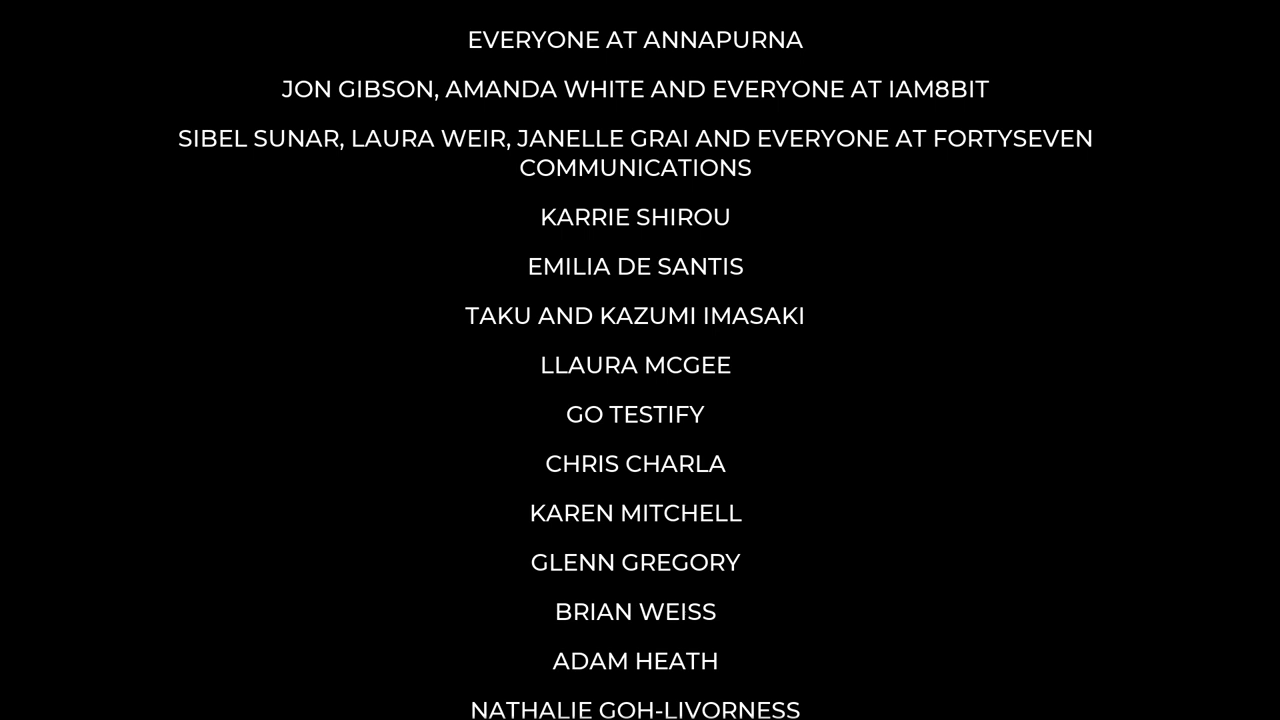 EVERYONE AT ANNAPURNA
JON GIBSON, AMANDA WHITE AND EVERYONE AT IAM8BIT
SIBEL SUNAR, LAURA WEIR, JANELLE GRAI AND EVERYONE AT FORTYSEVEN
COMMUNICATIONS
KARRIE SHIROU
EMILIA DE SANTIS
TAKU AND KAZUMI IMASAKI
LLAURA MCGEE
GO TESTIFY
CHRIS CHARLA
KAREN MITCHELL
GLENN GREGORY
BRIAN WEISS
ADAM HEATH
NATHALIE GOH-LIVORNESS